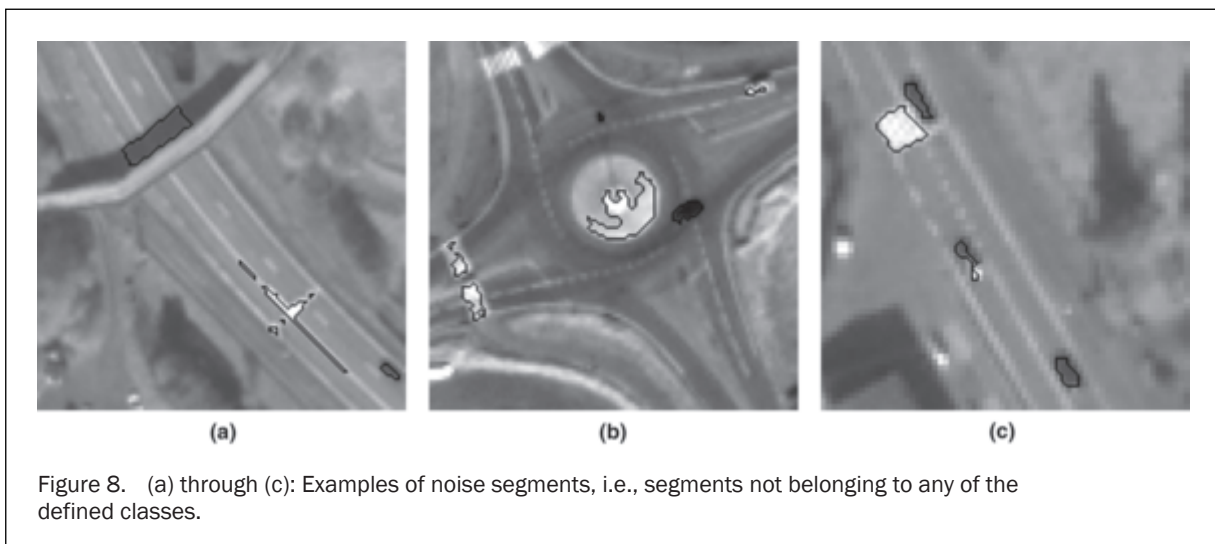 (a) (b) (c)
Figure 8. (a) through (c): Examples of noise segments, i.e., segments not belonging to any of the
defined classes.